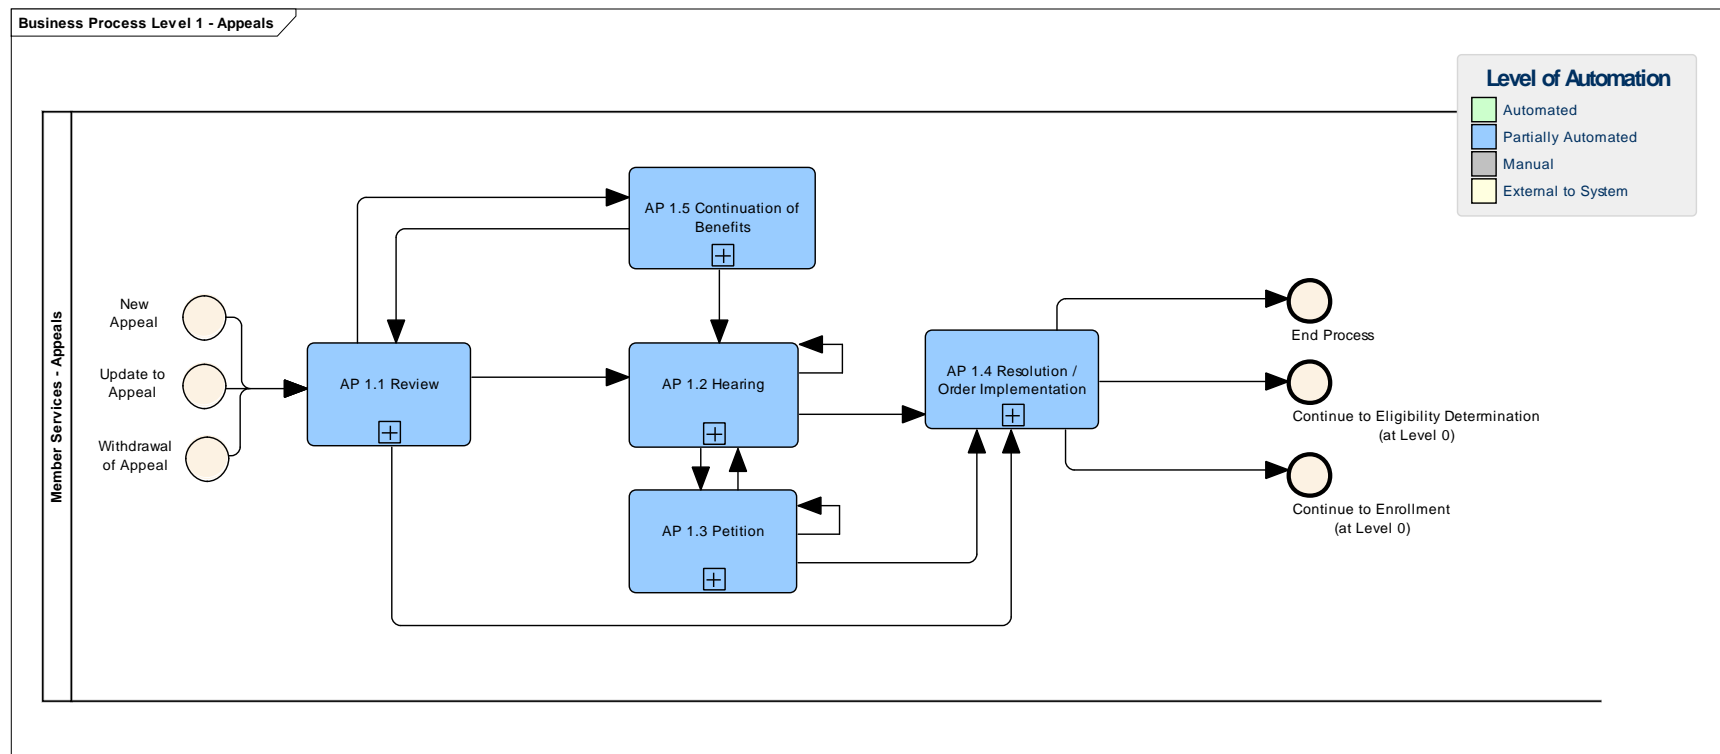 Business Process Level 1 - Appeals
Level of Automation
Automated
Partially Automated
Manual
External to System
Member Services - Appeals
New
Appeal
Update to
Appeal
Withdrawal
of Appeal
AP 1.1 Review
AP 1.5 Continuation of
Benefits
AP 1.2 Hearing
AP 1.3 Petition
AP 1.4 Resolution /
Order Implementation
End Process
Continue to Eligibility Determination
(at Level 0)
Continue to Enrollment
(at Level 0)